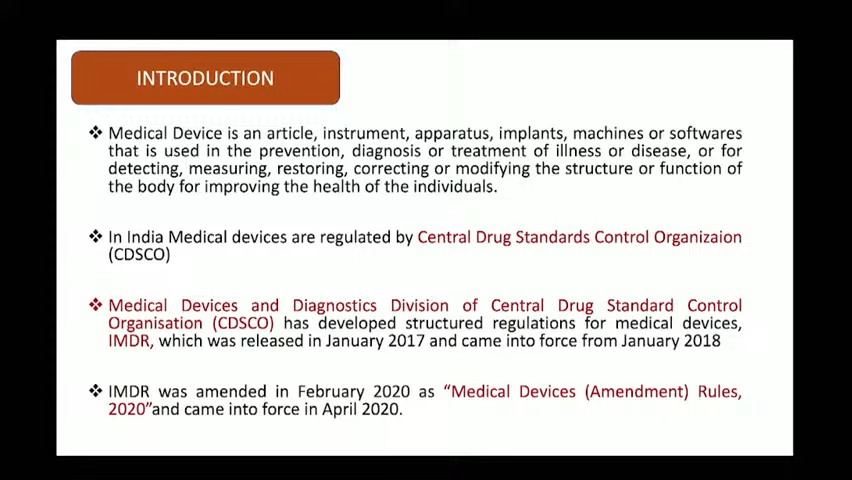 INTRODUCTION
❖ Medical Device is an article, instrument, apparatus, implants, machines or softwares
that is used in the prevention, diagnosis or treatment of illness or disease, or for
detecting, measuring, restoring, correcting or modifying the structure or function of
the body for improving the health of the individuals.
❖ In India Medical devices are regulated by Central Drug Standards Control Organizaion
(CDSCO)
❖ Medical Devices and Diagnostics Division of Central Drug Standard Control
Organisation (CDSCO) has developed structured regulations for medical devices,
IMDR, which was released in January 2017 and came into force from January 2018
❖ IMDR was amended in February 2020 as “Medical Devices (Amendment) Rules,
2020”and came into force in April 2020.